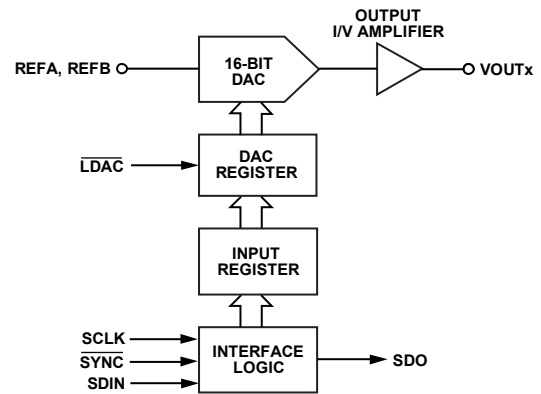 OUTPUT
I/V AMPLIFIER
REFA, REFB
16-BIT
DAC
VOUTx
LDAC
DAC
REGISTER
INPUT
REGISTER
SCLK
SYNC
SDIN
INTERFACE
LOGIC
SDO